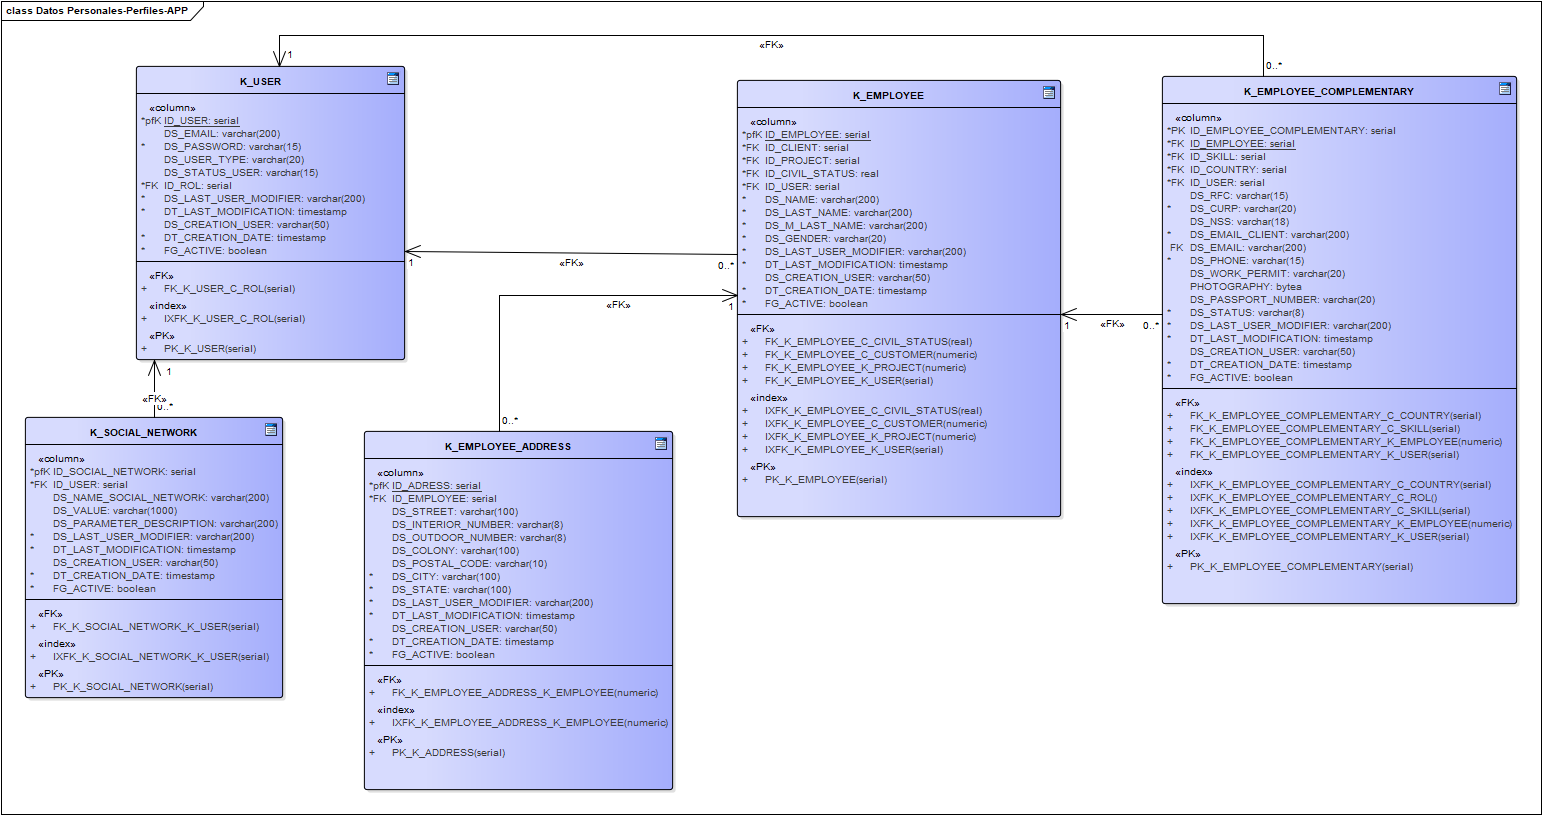 class Datos Personales-Perfiles-APP
«FK»
1
0..*
K_USER
«column»
*pfK ID_USER: serial
DS_EMAIL: varchar(200)
* DS_PASSWORD: varchar(15)
DS_USER_TYPE: varchar(20)
DS_STATUS_USER: varchar(15)
*FK ID_ROL: serial
* DS_LAST_USER_MODIFIER: varchar(200)
* DT_LAST_MODIFICATION: timestamp
DS_CREATION_USER: varchar(50)
* DT_CREATION_DATE: timestamp
* FG_ACTIVE: boolean
«FK»
+ FK_K_USER_C_ROL(serial)
«index»
+ IXFK_K_USER_C_ROL(serial)
«PK»
+ PK_K_USER(serial)
1
«FK»
0..*
K_EMPLOYEE
«column»
*pfK ID_EMPLOYEE: serial
*FK ID_CLIENT: serial
*FK ID_PROJECT: serial
*FK ID_CIVIL_STATUS: real
*FK ID_USER: serial
* DS_NAME: varchar(200)
* DS_LAST_NAME: varchar(200)
* DS_M_LAST_NAME: varchar(200)
* DS_GENDER: varchar(20)
* DS_LAST_USER_MODIFIER: varchar(200)
* DT_LAST_MODIFICATION: timestamp
DS_CREATION_USER: varchar(50)
* DT_CREATION_DATE: timestamp
* FG_ACTIVE: boolean
«FK»
+ FK_K_EMPLOYEE_C_CIVIL_STATUS(real)
+ FK_K_EMPLOYEE_C_CUSTOMER(numeric)
+ FK_K_EMPLOYEE_K_PROJECT(numeric)
+ FK_K_EMPLOYEE_K_USER(serial)
«index»
+ IXFK_K_EMPLOYEE_C_CIVIL_STATUS(real)
+ IXFK_K_EMPLOYEE_C_CUSTOMER(numeric)
+ IXFK_K_EMPLOYEE_K_PROJECT(numeric)
+ IXFK_K_EMPLOYEE_K_USER(serial)
«PK»
+ PK_K_EMPLOYEE(serial)
1
«FK»
0..*
K_EMPLOYEE_COMPLEMENTARY
«column»
*PK ID_EMPLOYEE_COMPLEMENTARY: serial
*FK ID_EMPLOYEE: serial
*FK ID_SKILL: serial
*FK ID_COUNTRY: serial
*FK ID_USER: serial
DS_RFC: varchar(15)
* DS_CURP: varchar(20)
DS_NSS: varchar(18)
* DS_EMAIL_CLIENT: varchar(200)
FK DS_EMAIL: varchar(200)
* DS_PHONE: varchar(15)
DS_WORK_PERMIT: varchar(20)
PHOTOGRAPHY: bytea
DS_PASSPORT_NUMBER: varchar(20)
* DS_STATUS: varchar(8)
* DS_LAST_USER_MODIFIER: varchar(200)
* DT_LAST_MODIFICATION: timestamp
DS_CREATION_USER: varchar(50)
* DT_CREATION_DATE: timestamp
* FG_ACTIVE: boolean
«FK»
+ FK_K_EMPLOYEE_COMPLEMENTARY_C_COUNTRY(serial)
+ FK_K_EMPLOYEE_COMPLEMENTARY_C_SKILL(serial)
+ FK_K_EMPLOYEE_COMPLEMENTARY_K_EMPLOYEE(numeric)
+ FK_K_EMPLOYEE_COMPLEMENTARY_K_USER(serial)
«index»
+ IXFK_K_EMPLOYEE_COMPLEMENTARY_C_COUNTRY(serial)
+ IXFK_K_EMPLOYEE_COMPLEMENTARY_C_ROL()
+ IXFK_K_EMPLOYEE_COMPLEMENTARY_C_SKILL(serial)
+ IXFK_K_EMPLOYEE_COMPLEMENTARY_K_EMPLOYEE(numeric)
+ IXFK_K_EMPLOYEE_COMPLEMENTARY_K_USER(serial)
«PK»
+ PK_K_EMPLOYEE_COMPLEMENTARY(serial)
1
«FK»
0..*
K_SOCIAL_NETWORK
«column»
*pfK ID_SOCIAL_NETWORK: serial
*FK ID_USER: serial
DS_NAME_SOCIAL_NETWORK: varchar(200)
DS_VALUE: varchar(1000)
DS_PARAMETER_DESCRIPTION: varchar(200)
* DS_LAST_USER_MODIFIER: varchar(200)
* DT_LAST_MODIFICATION: timestamp
DS_CREATION_USER: varchar(50)
* DT_CREATION_DATE: timestamp
* FG_ACTIVE: boolean
«FK»
+ FK_K_SOCIAL_NETWORK_K_USER(serial)
«index»
+ IXFK_K_SOCIAL_NETWORK_K_USER(serial)
«PK»
+ PK_K_SOCIAL_NETWORK(serial)
«FK»
1
0..*
K_EMPLOYEE_ADDRESS
«column»
*pfK ID_ADRESS: serial
*FK ID_EMPLOYEE: serial
DS_STREET: varchar(100)
DS_INTERIOR_NUMBER: varchar(8)
DS_OUTDOOR_NUMBER: varchar(8)
DS_COLONY: varchar(100)
DS_POSTAL_CODE: varchar(10)
* DS_CITY: varchar(100)
* DS_STATE: varchar(100)
* DS_LAST_USER_MODIFIER: varchar(200)
* DT_LAST_MODIFICATION: timestamp
DS_CREATION_USER: varchar(50)
* DT_CREATION_DATE: timestamp
* FG_ACTIVE: boolean
«FK»
+ FK_K_EMPLOYEE_ADDRESS_K_EMPLOYEE(numeric)
«index»
+ IXFK_K_EMPLOYEE_ADDRESS_K_EMPLOYEE(numeric)
«PK»
+ PK_K_ADDRESS(serial)